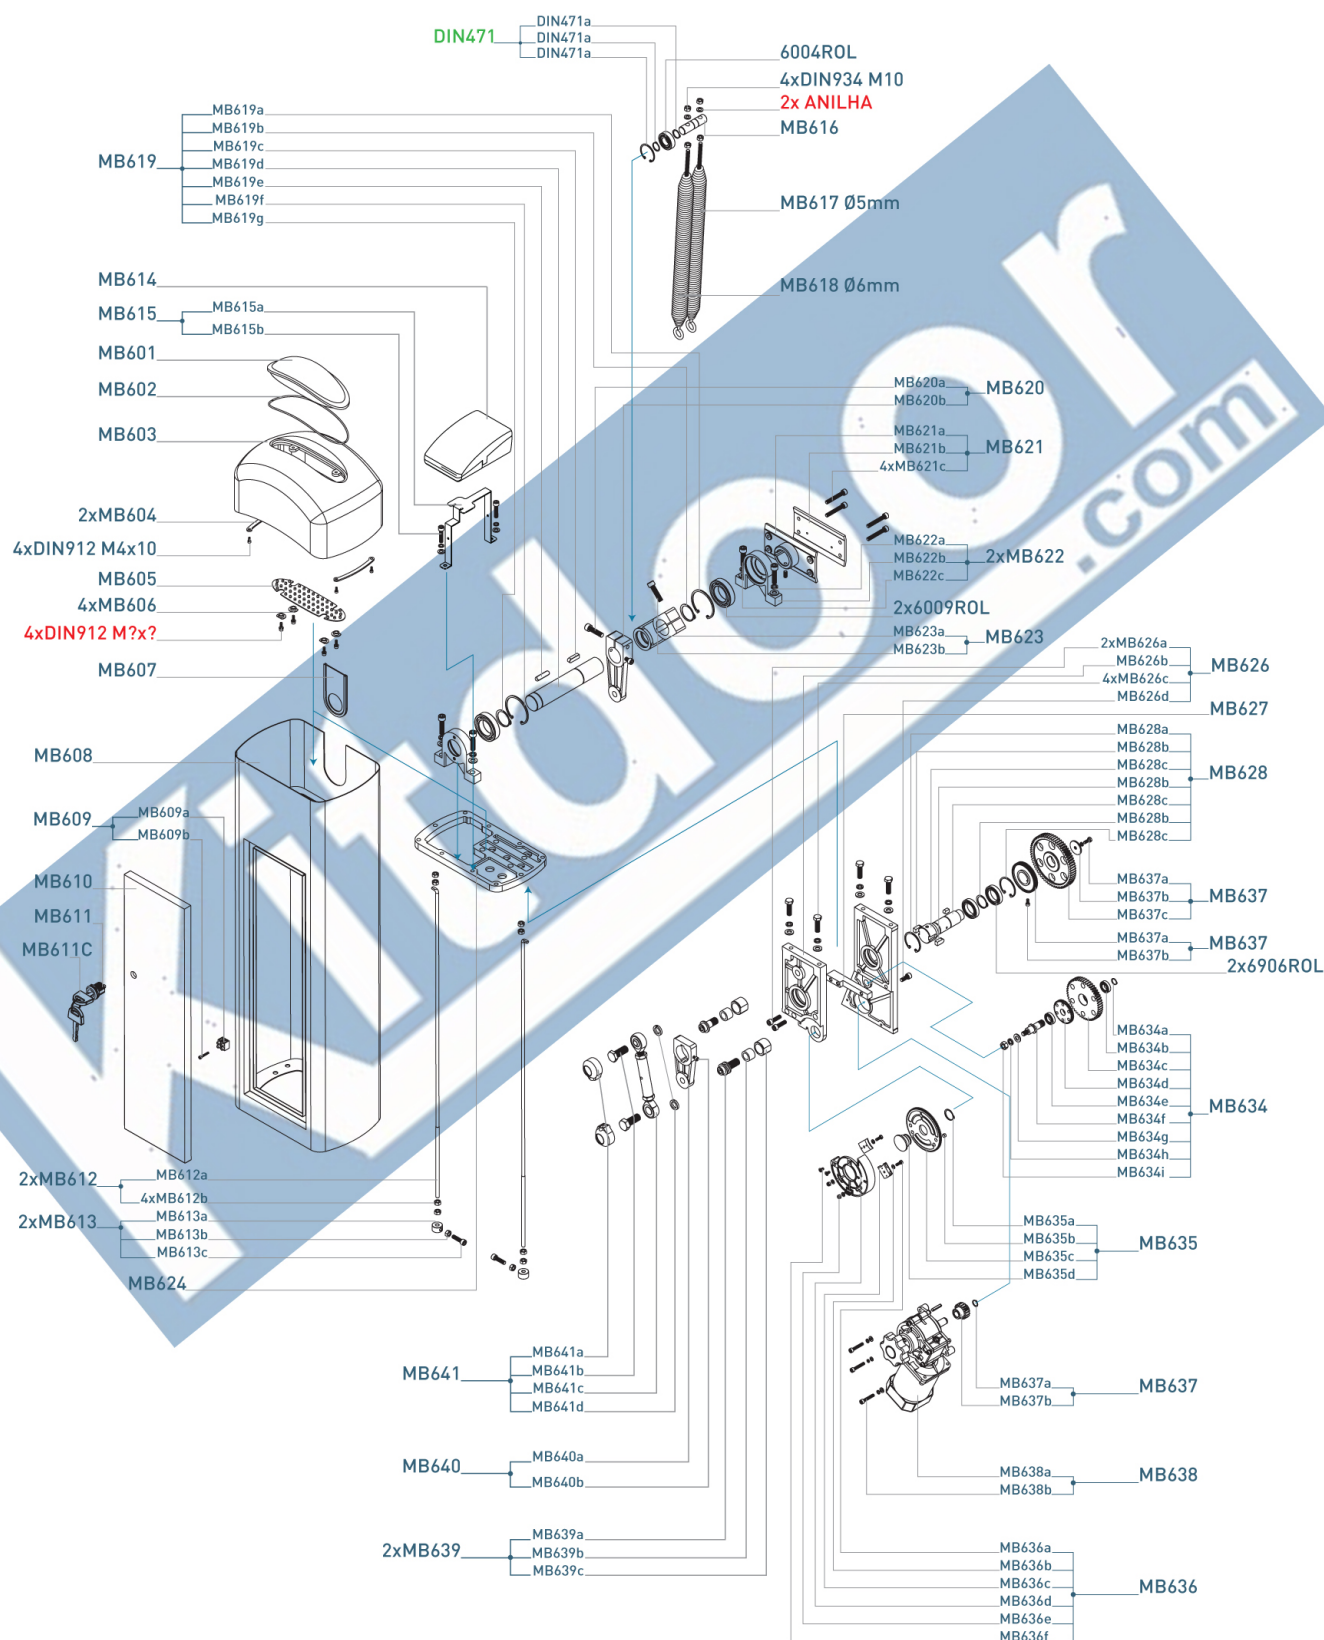 DIN471
DIN471a
DIN471a
DIN471a
6004ROL
4xDIN934 M10
2x ANILHA
MB616
MB617 Ø5mm
MB618 Ø6mm
MB619
MB619a
MB619b
MB619c
MB619d
MB619e
MB619f
MB619g
MB614
MB615
MB615a
MB615b
MB601
MB602
MB603
2xMB604
4xDIN912 M4x10
MB605
4xMB606
4xDIN912 M?x?
MB607
MB608
MB609
MB609a
MB609b
MB610
MB611
MB611C
2xMB612
MB612a
4xMB612b
2xMB613
MB613a
MB613b
MB613c
MB624
MB620a
MB620b
MB620
MB621a
MB621b
4xMB621c
MB621
MB622a
MB622b
MB622c
2xMB622
2x6009ROL
MB623a
MB623b
MB623
2xMB626a
MB626b
4xMB626c
MB626d
MB626
MB627
MB628a
MB628b
MB628c
MB628b
MB628c
MB628b
MB628c
MB628
MB637a
MB637b
MB637c
MB637
MB637a
MB637b
MB637
2x6906ROL
MB634a
MB634b
MB634c
MB634d
MB634e
MB634f
MB634g
MB634h
MB634i
MB634
MB635a
MB635b
MB635c
MB635d
MB635
MB637a
MB637b
MB637
MB638a
MB638b
MB638
MB636a
MB636b
MB636c
MB636d
MB636e
MB636f
MB636
MB641
MB641a
MB641b
MB641c
MB641d
MB640
MB640a
MB640b
2xMB639
MB639a
MB639b
MB639c
Kitdoor
.com